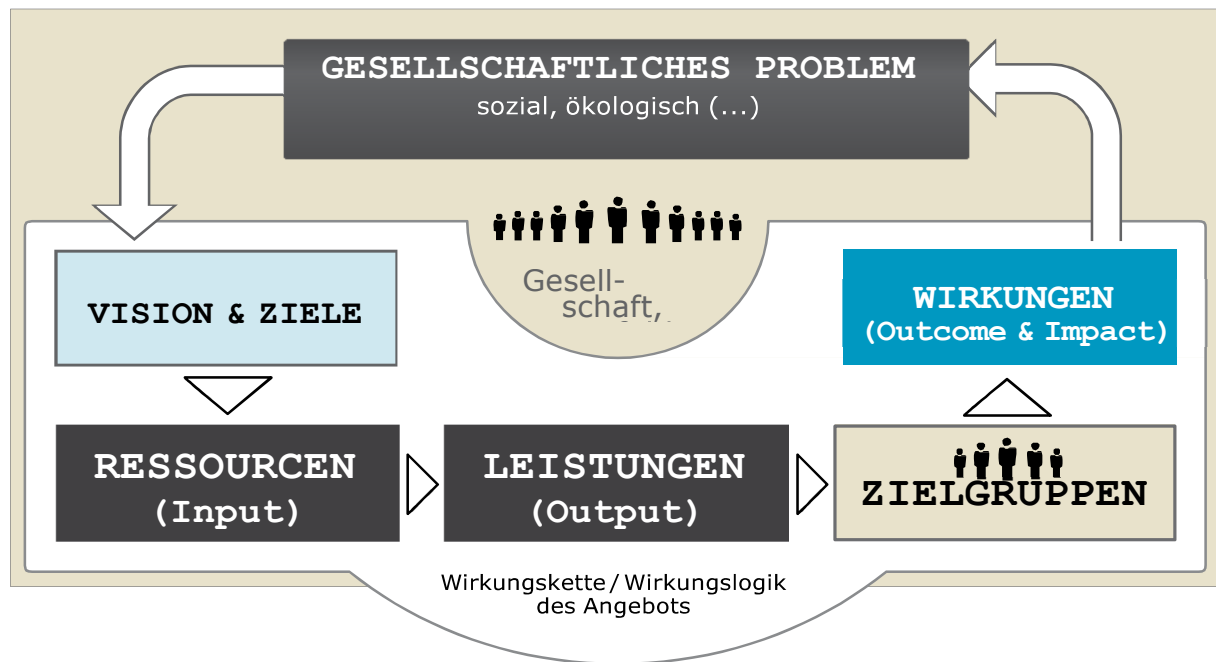 GESELLSCHAFTLICHES PROBLEM
sozial, ökologisch (...)
Gesell-
schaft,
VISION & ZIELE
WIRKUNGEN
(Outcome & Impact)
RESSOURCEN
(Input)
LEISTUNGEN
(Output)
ZIELGRUPPEN
Wirkungskette / Wirkungslogik
des Angebots